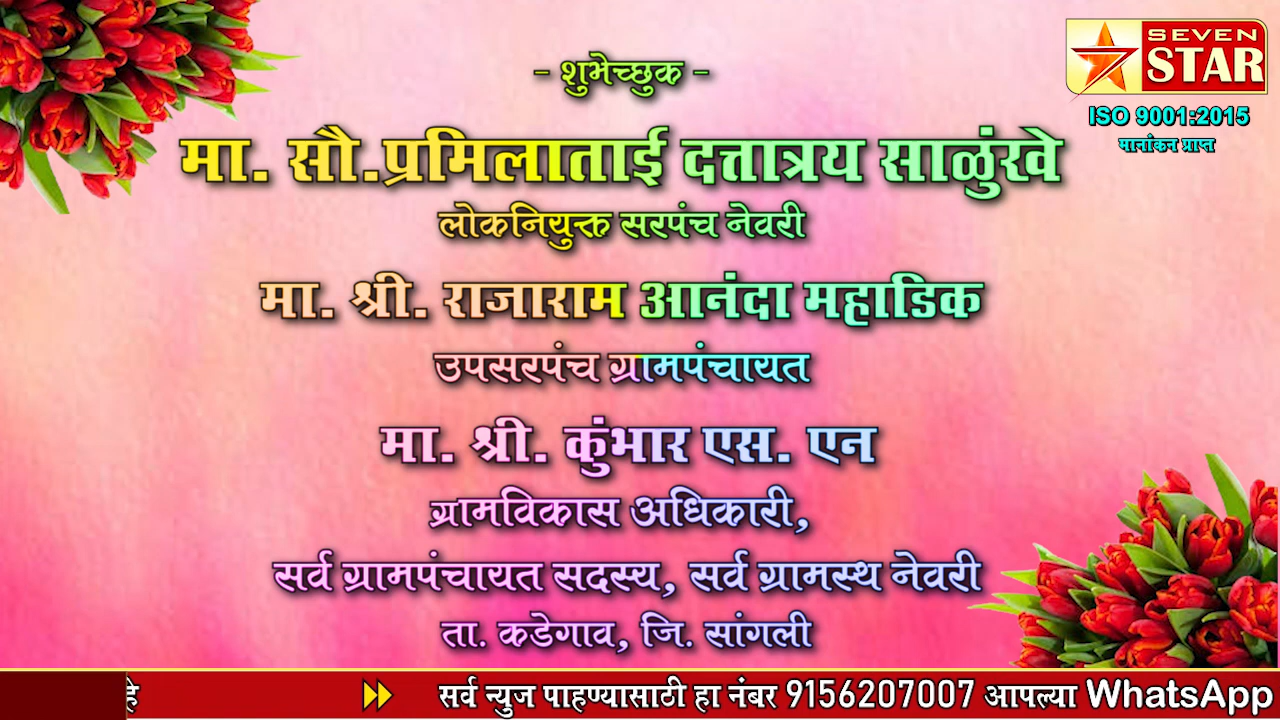 - शुभेच्छुक -
SEVEN
STAR
ISO 9001:2015
मानांकन प्राप्त
मा. सौ.प्रमिलाताई दत्तात्रय साळुंखे
लोकनियुक्त सरपंच नेवरी
मा. श्री. राजाराम आनंदा महाडिक
उपसरपंच ग्रामपंचायत
मा. श्री. कुंभार एस. एन
ग्रामविकास अधिकारी,
सर्व ग्रामपंचायत सदस्य, सर्व ग्रामस्थ नेवरी
ता. कडेगाव, जि. सांगली
सर्व न्युज पाहण्यासाटी हा नंबर 9156207007 आपल्या WhatsApp